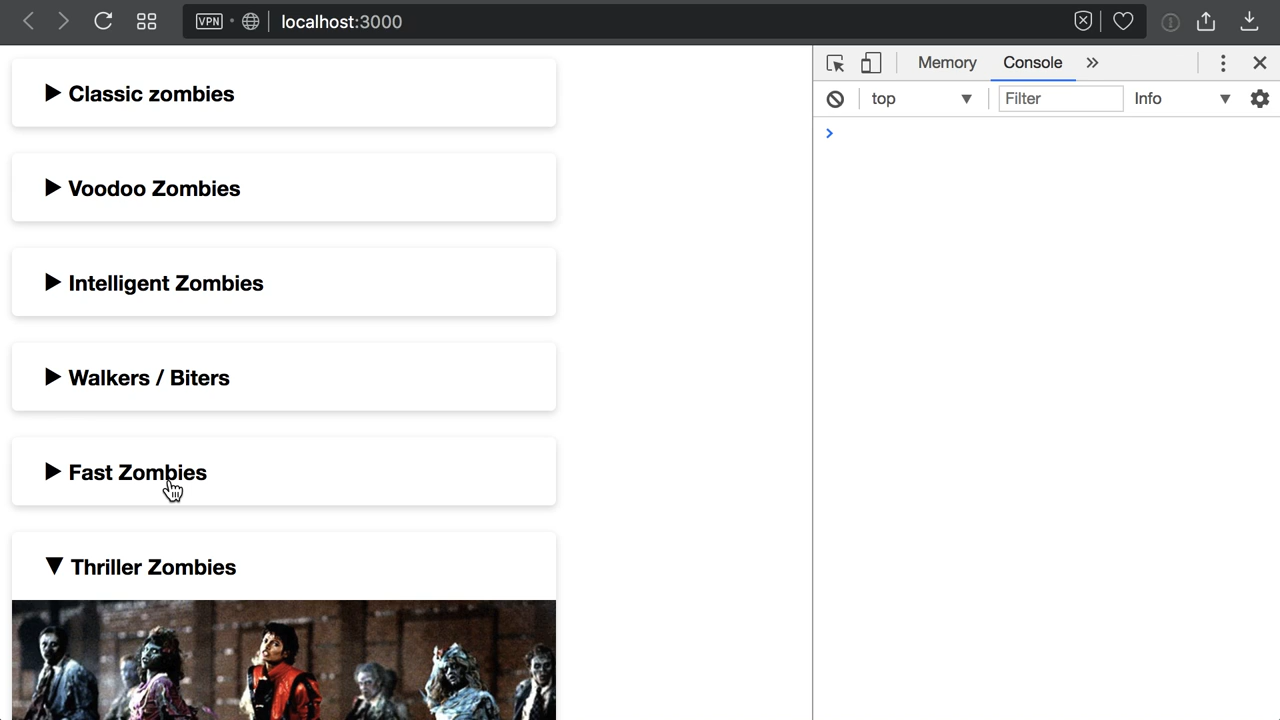 VPN localhost:3000
Memory Console
top Filter Info
Classic zombies
Voodoo Zombies
Intelligent Zombies
Walkers / Biters
Fast Zombies
Thriller Zombies